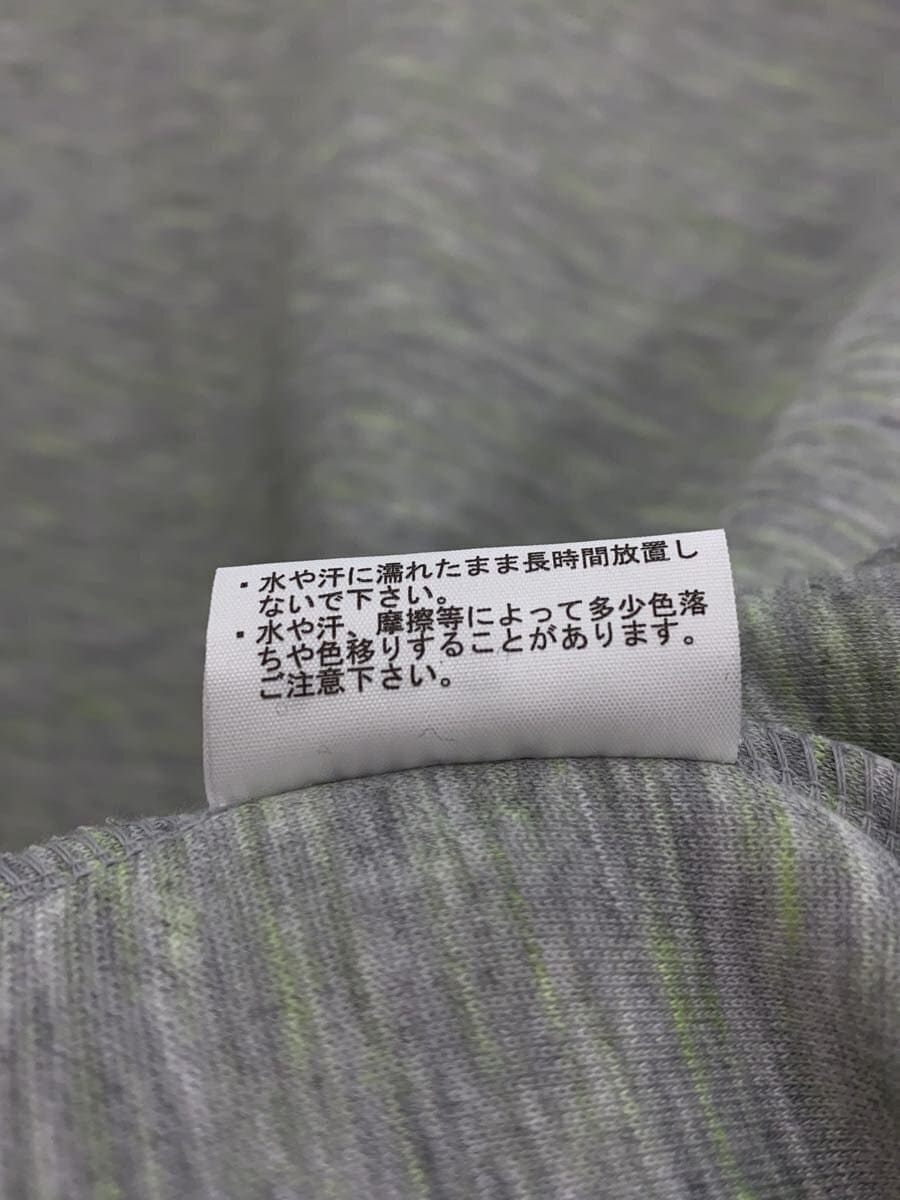 ・水や汗に濡れたまま長時間放置し
ないで下さい。
・水や汗、摩擦等によって多少色落
ちや色移りすることがあります。
ご注意下さい。